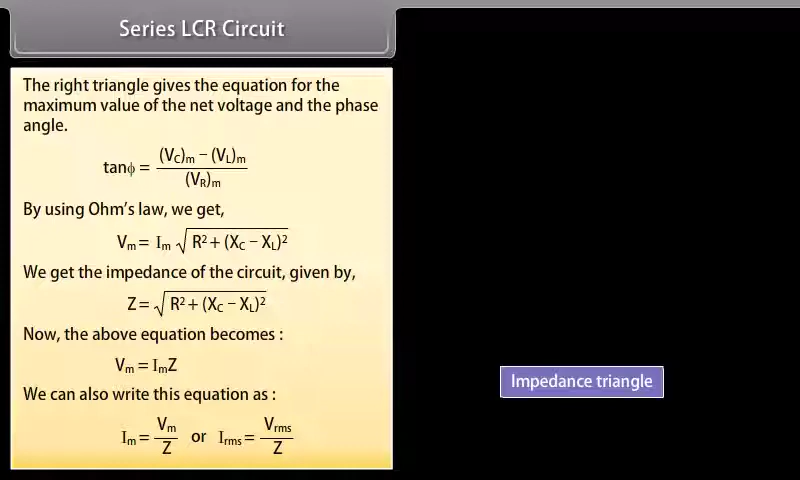 Series LCR Circuit
The right triangle gives the equation for the
maximum value of the net voltage and the phase
angle.
tanϕ = (V_C)_m − (V_L)_m / (V_R)_m
By using Ohm's law, we get,
V_m = I_m √(R² + (X_C − X_L)²)
We get the impedance of the circuit, given by,
Z = √(R² + (X_C − X_L)²)
Now, the above equation becomes :
V_m = I_mZ
We can also write this equation as :
I_m = V_m / Z or I_rms = V_rms / Z
Impedance triangle